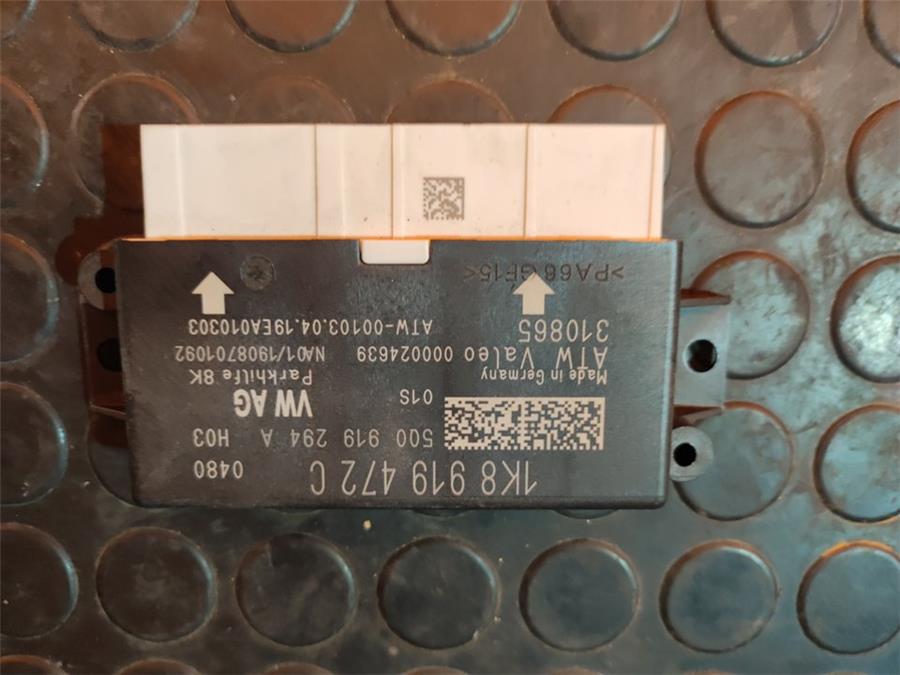 1K8 919 472 C
0480
5Q0 919 294 A H03
01S
VW AG
Parkhilfe 8K
Made in Germany
NA01/1908701092
ATW Valeo 000024639
310865
ATW-00103.04.19EA010303
>PA66 GF15<